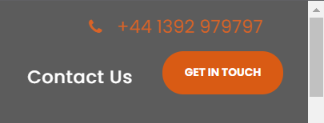 +44 1392 979797
Contact Us
GET IN TOUCH